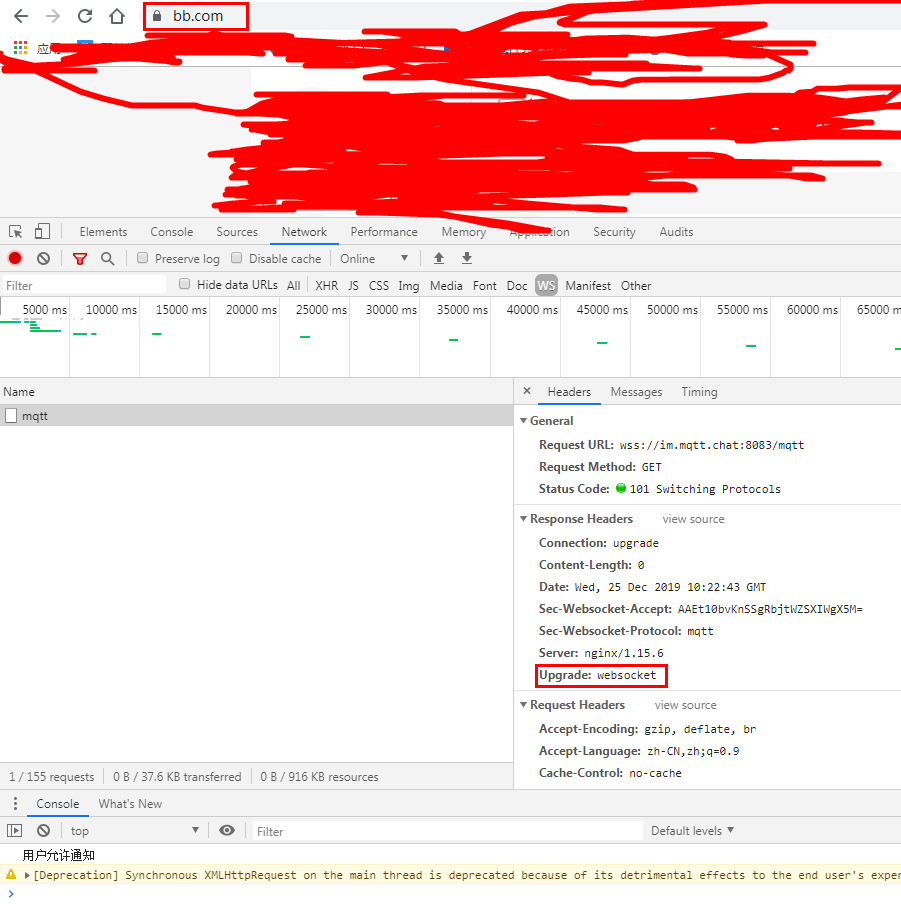 bb.com
应用
Elements Console Sources Network Performance Memory Application Security Audits
Preserve log Disable cache Online
Filter Hide data URLs All XHR JS CSS Img Media Font Doc WS Manifest Other
5000 ms 10000 ms 15000 ms 20000 ms 25000 ms 30000 ms 35000 ms 40000 ms 45000 ms 50000 ms 55000 ms 60000 ms 65000 ms
Name
× Headers Messages Timing
mqtt
General
Request URL: wss://im.mqtt.chat:8083/mqtt
Request Method: GET
Status Code: 101 Switching Protocols
Response Headers view source
Connection: upgrade
Content-Length: 0
Date: Wed, 25 Dec 2019 10:22:43 GMT
Sec-Websocket-Accept: AAEt10bvKnSSgRbjtWZSXIWgX5M=
Sec-Websocket-Protocol: mqtt
Server: nginx/1.15.6
Upgrade: websocket
Request Headers view source
Accept-Encoding: gzip, deflate, br
Accept-Language: zh-CN,zh;q=0.9
Cache-Control: no-cache
1 / 155 requests 0 B / 37.6 KB transferred 0 B / 916 KB resources
Console What's New
top Filter Default levels
用户允许通知
[Deprecation] Synchronous XMLHttpRequest on the main thread is deprecated because of its detrimental effects to the end user's exper